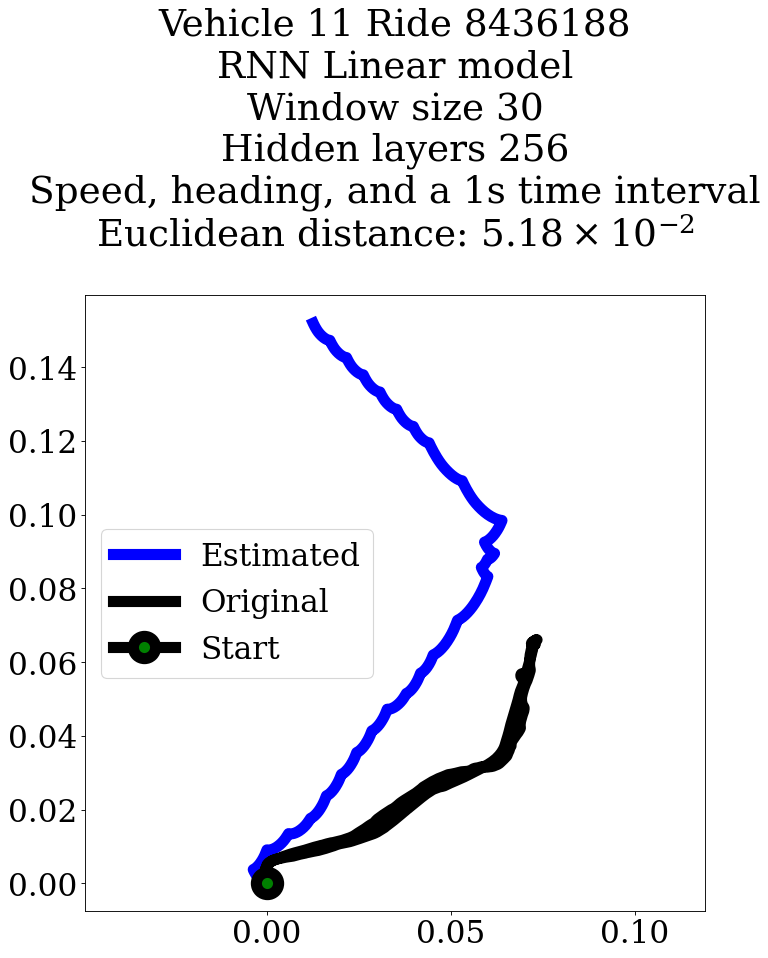 Vehicle 11 Ride 8436188
RNN Linear model
Window size 30
Hidden layers 256
Speed, heading, and a 1s time interval
Euclidean distance: 5.18 × 10⁻²
0.14
0.12
0.10
0.08
0.06
0.04
0.02
0.00
Estimated
Original
Start
0.00
0.05
0.10